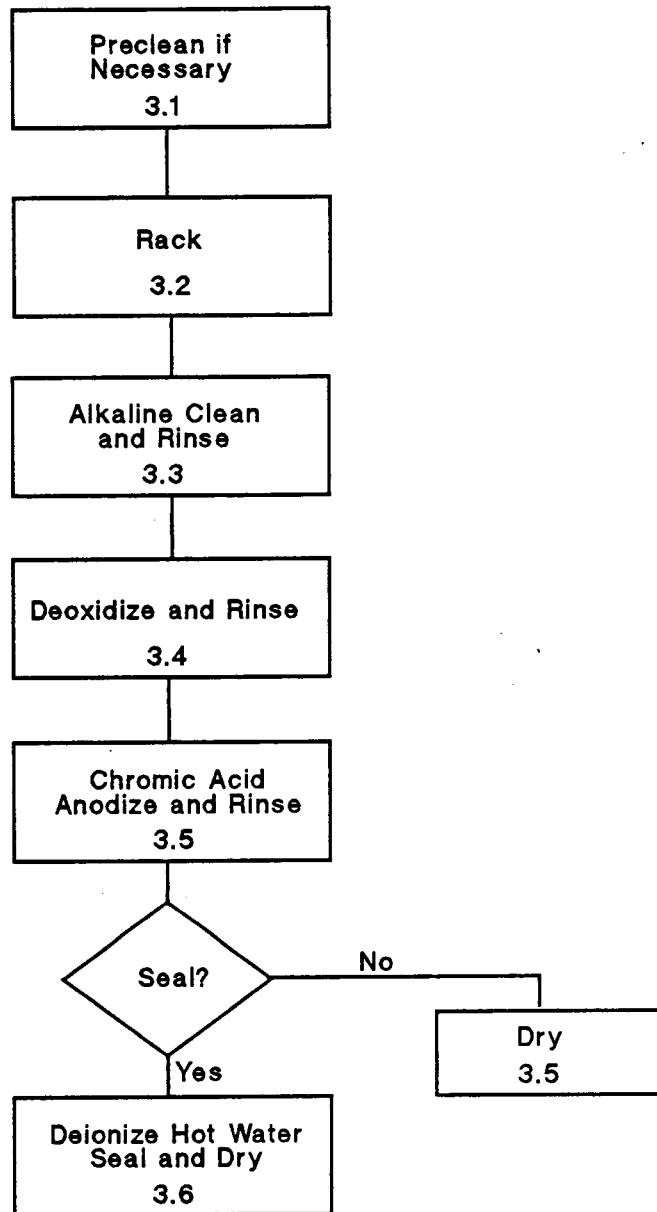 Preclean if
Necessary
3.1
Rack
3.2
Alkaline Clean
and Rinse
3.3
Deoxidize and Rinse
3.4
Chromic Acid
Anodize and Rinse
3.5
Seal?
No
Dry
3.5
Yes
Deionize Hot Water
Seal and Dry
3.6